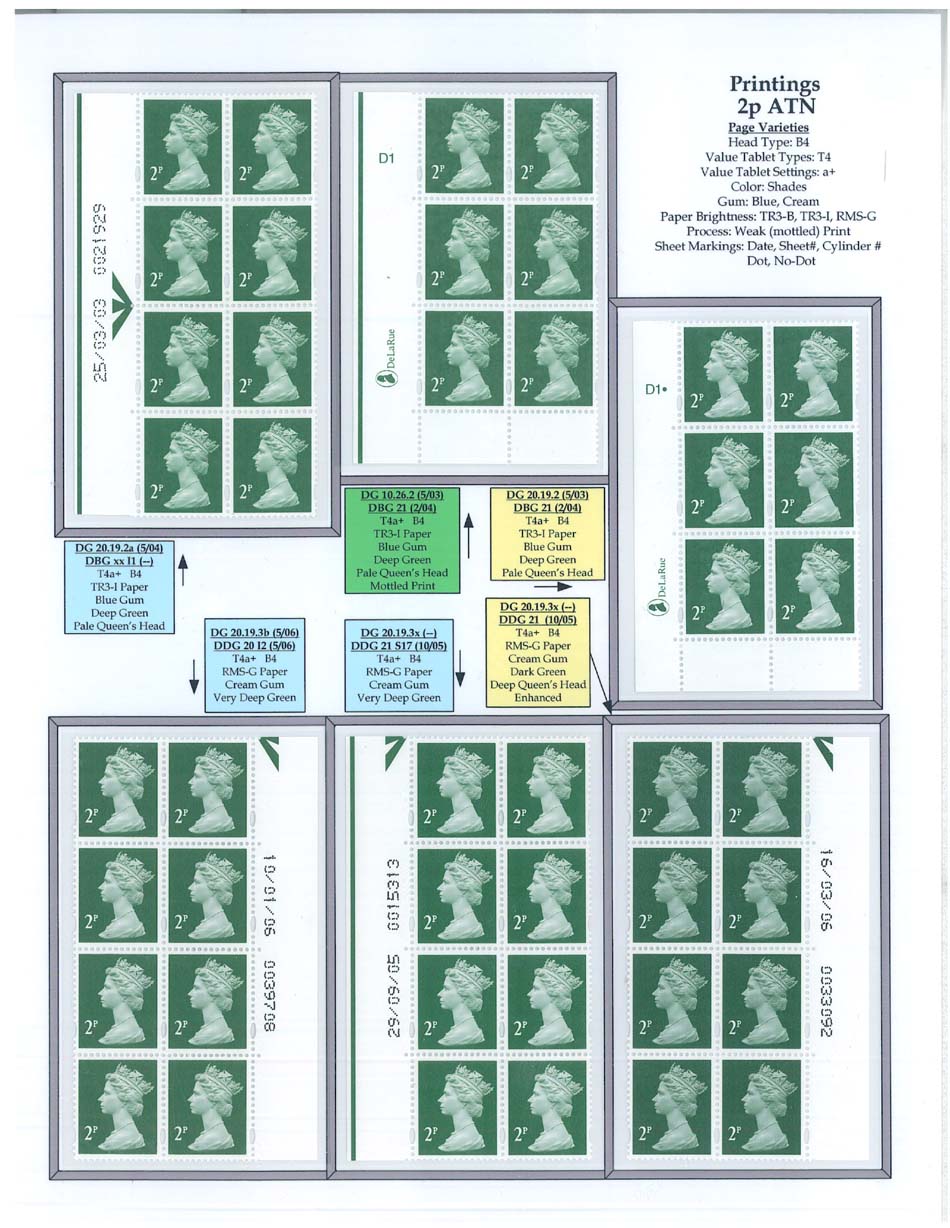 Printings
2p ATN
Page Varieties
Head Type: B4
Value Tablet Types: T4
Value Tablet Settings: a+
Color: Shades
Gum: Blue, Cream
Paper Brightness: TR3-B, TR3-I, RMS-G
Process: Weak (mottled) Print
Sheet Markings: Date, Sheet#, Cylinder #
Dot, No-Dot
25/03/03 0021929
2P 2P
2P 2P
2P 2P
2P 2P
D1
DeLaRue
2P 2P
2P 2P
2P 2P
D1•
DeLaRue
2P 2P
2P 2P
2P 2P
DG 10.26.2 (5/03)
DBG 21 (2/04)
T4a+ B4
TR3-I Paper
Blue Gum
Deep Green
Pale Queen's Head
Mottled Print
DG 20.19.2 (5/03)
DBG 21 (2/04)
T4a+ B4
TR3-I Paper
Blue Gum
Deep Green
Pale Queen's Head
DG 20.19.2a (5/04)
DBG xx I1 (--)
T4a+ B4
TR3-I Paper
Blue Gum
Deep Green
Pale Queen's Head
DG 20.19.3b (5/06)
DDG 20 I2 (5/06)
T4a+ B4
RMS-G Paper
Cream Gum
Very Deep Green
DG 20.19.3x (--)
DDG 21 S17 (10/05)
T4a+ B4
RMS-G Paper
Cream Gum
Very Deep Green
DG 20.19.3x (--)
DDG 21 (10/05)
T4a+ B4
RMS-G Paper
Cream Gum
Dark Green
Deep Queen's Head
Enhanced
2P 2P
2P 2P
2P 2P
2P 2P
10/01/06 0039708
29/09/05 0015313
2P 2P
2P 2P
2P 2P
2P 2P
2P 2P
2P 2P
2P 2P
2P 2P
16/03/06 0033092